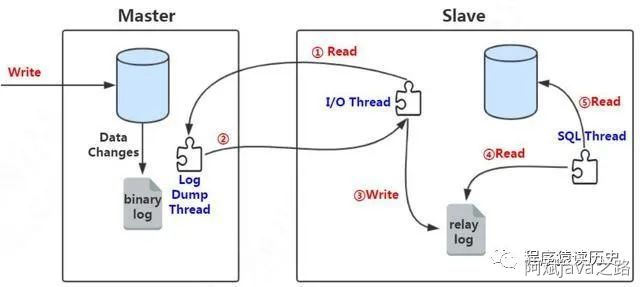 Master
Slave
Write
① Read
I/O Thread
⑤Read
Data
Changes
②
SQL Thread
Log
Dump
Thread
④Read
binary
log
③Write
relay
log
程序猿读历史
阿斌java之路